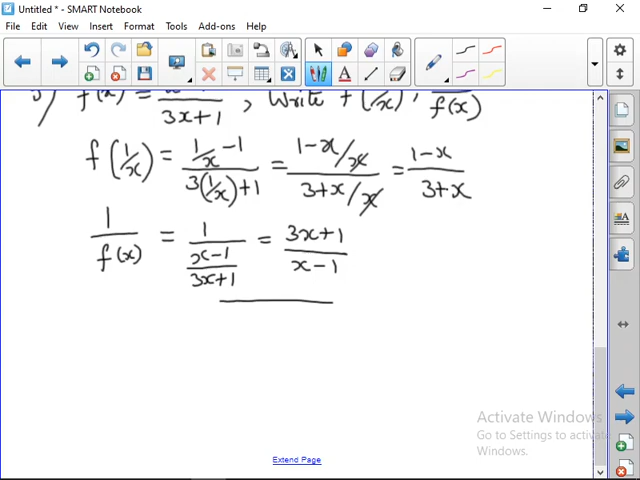 Untitled * - SMART Notebook
File Edit View Insert Format Tools Add-ons Help
3x+1 , Write f(1/x), f(x)
f(1/x) = (1/x -1)/(3(1/x)+1) = (1-x/x)/(3+x/x) = (1-x)/(3+x)
1/f(x) = 1/((x-1)/(3x+1)) = (3x+1)/(x-1)
Activate Windows
Go to Settings to activate
Windows.
Extend Page